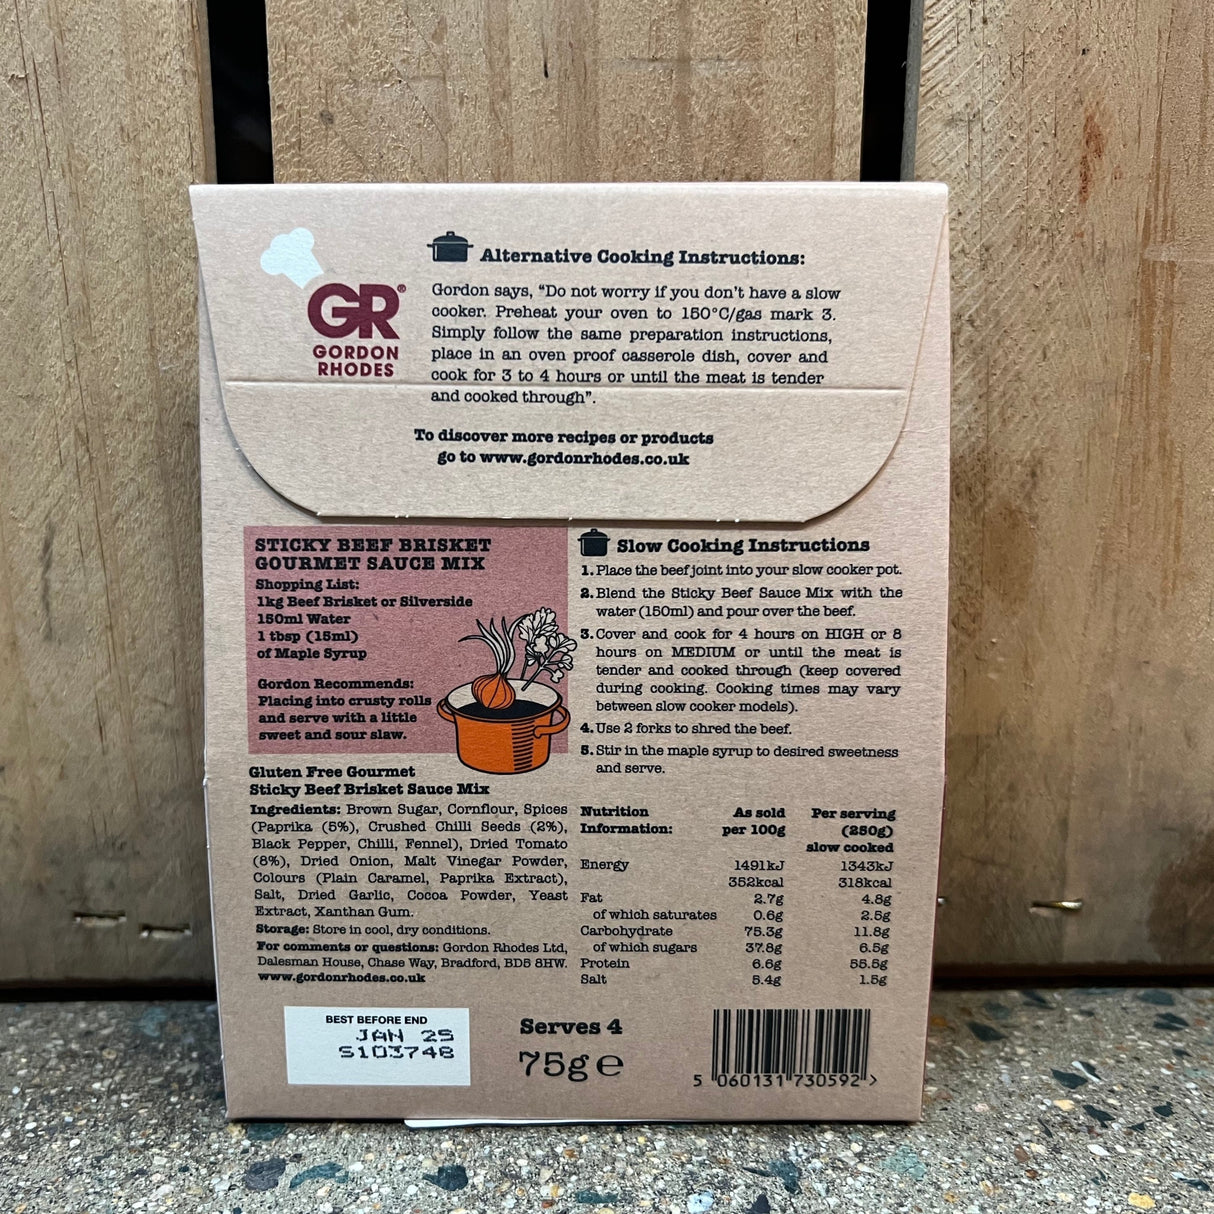 GR®
GORDON
RHODES
Alternative Cooking Instructions:
Gordon says, “Do not worry if you don’t have a slow
cooker. Preheat your oven to 150°C/gas mark 3.
Simply follow the same preparation instructions,
place in an oven proof casserole dish, cover and
cook for 3 to 4 hours or until the meat is tender
and cooked through”.
To discover more recipes or products
go to www.gordonrhodes.co.uk
STICKY BEEF BRISKET
GOURMET SAUCE MIX
Shopping List:
1kg Beef Brisket or Silverside
150ml Water
1 tbsp (15ml)
of Maple Syrup
Gordon Recommends:
Placing into crusty rolls
and serve with a little
sweet and sour slaw.
Slow Cooking Instructions
1. Place the beef joint into your slow cooker pot.
2. Blend the Sticky Beef Sauce Mix with the
water (150ml) and pour over the beef.
3. Cover and cook for 4 hours on HIGH or 8
hours on MEDIUM or until the meat is
tender and cooked through (keep covered
during cooking. Cooking times may vary
between slow cooker models).
4. Use 2 forks to shred the beef.
5. Stir in the maple syrup to desired sweetness
and serve.
Gluten Free Gourmet
Sticky Beef Brisket Sauce Mix
Ingredients: Brown Sugar, Cornflour, Spices
(Paprika (5%), Crushed Chilli Seeds (2%),
Black Pepper, Chilli, Fennel), Dried Tomato
(8%), Dried Onion, Malt Vinegar Powder,
Colours (Plain Caramel, Paprika Extract),
Salt, Dried Garlic, Cocoa Powder, Yeast
Extract, Xanthan Gum.
Storage: Store in cool, dry conditions.
For comments or questions: Gordon Rhodes Ltd,
Dalesman House, Chase Way, Bradford, BD5 8HW.
www.gordonrhodes.co.uk
Nutrition As sold Per serving
Information: per 100g (250g)
slow cooked
Energy 1491kJ 1343kJ
352kcal 318kcal
Fat 2.7g 4.8g
of which saturates 0.6g 2.5g
Carbohydrate 75.3g 11.8g
of which sugars 37.8g 6.5g
Protein 6.6g 55.5g
Salt 5.4g 1.5g
BEST BEFORE END
JAN 25
S103748
Serves 4
75g ℮
5 060131 730592 >